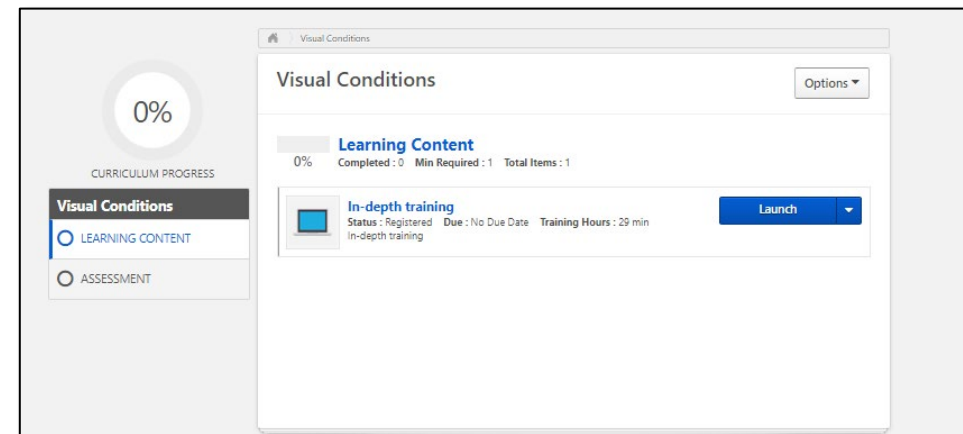 Visual Conditions
0%
CURRICULUM PROGRESS
Visual Conditions
LEARNING CONTENT
ASSESSMENT
Visual Conditions
Options
Learning Content
0% Completed : 0 Min Required : 1 Total Items : 1
In-depth training
Status : Registered Due : No Due Date Training Hours : 29 min
In-depth training
Launch